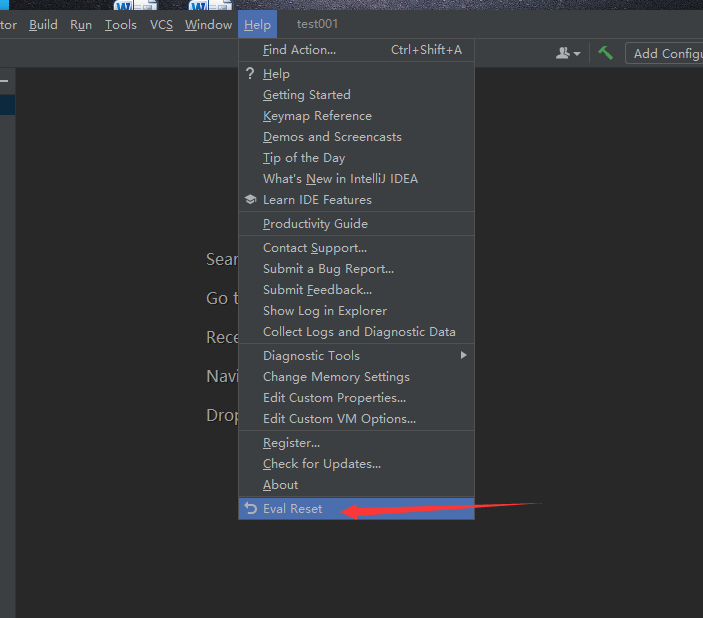 tor Build Run Tools VCS Window Help test001
Find Action... Ctrl+Shift+A
Add Configu
? Help
Getting Started
Keymap Reference
Demos and Screencasts
Tip of the Day
What's New in IntelliJ IDEA
Learn IDE Features
Productivity Guide
Contact Support...
Sear
Submit a Bug Report...
Submit Feedback...
Go t
Show Log in Explorer
Collect Logs and Diagnostic Data
Rece
Diagnostic Tools
Change Memory Settings
Navi
Edit Custom Properties...
Edit Custom VM Options...
Drop
Register...
Check for Updates...
About
Eval Reset